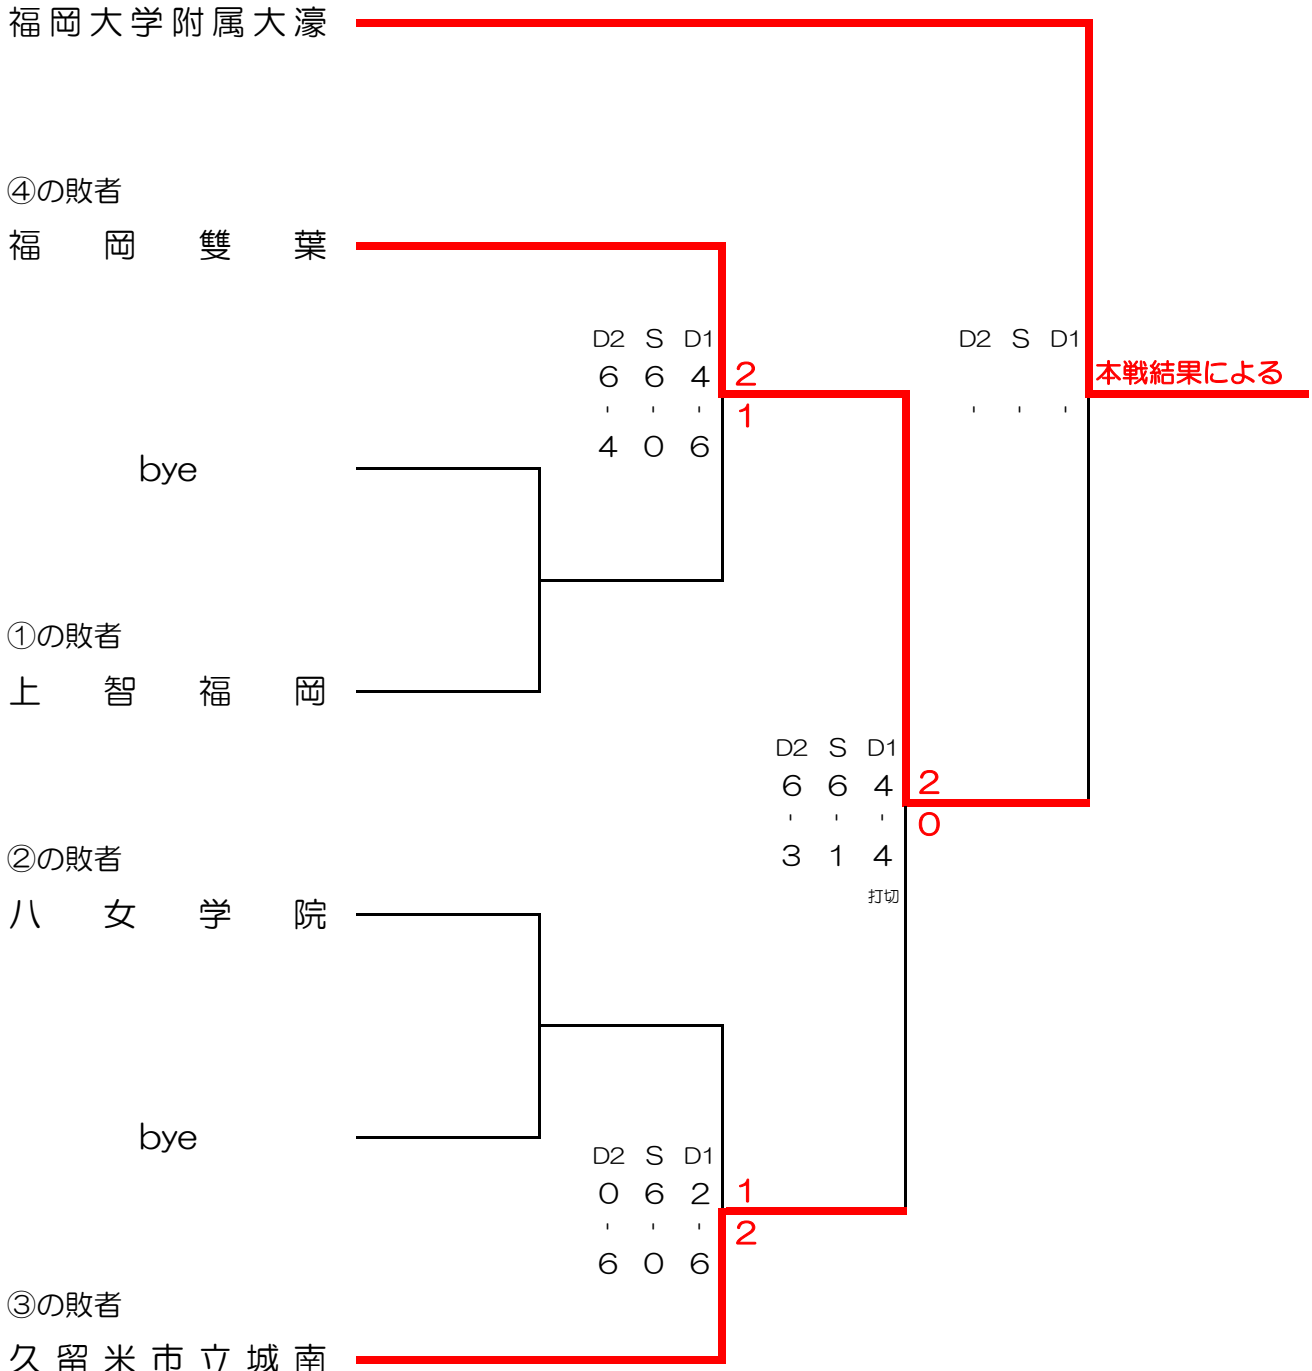 福岡大学附属大濠
④の敗者
福岡雙葉
D2 S D1
D2 S D1
6 6 4 2
本戦結果による
- - - 1
- - -
4 0 6
bye
①の敗者
上智福岡
D2 S D1
6 6 4 2
- - - 0
3 1 4
②の敗者
打切
八女学院
bye
D2 S D1
0 6 2 1
- - - 2
6 0 6
③の敗者
久留米市立城南